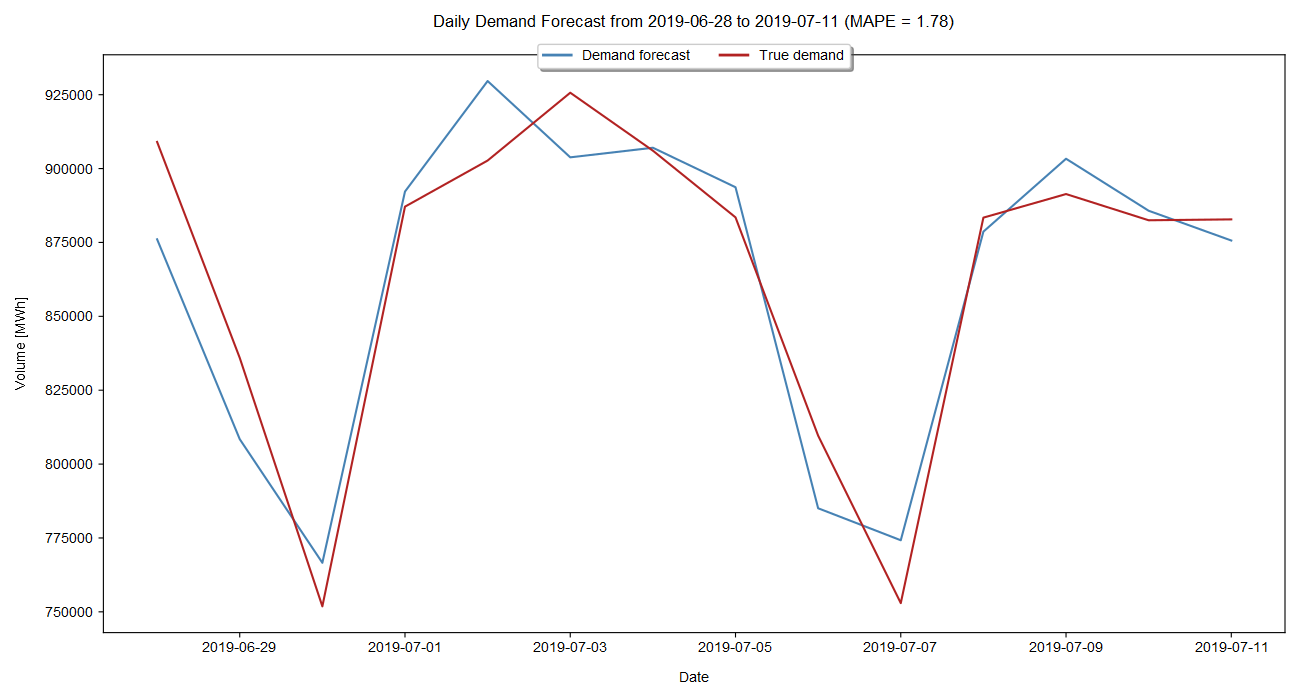 Daily Demand Forecast from 2019-06-28 to 2019-07-11 (MAPE = 1.78)
Demand forecast True demand
925000
900000
875000
850000
825000
800000
775000
750000
Volume [MWh]
2019-06-29 2019-07-01 2019-07-03 2019-07-05 2019-07-07 2019-07-09 2019-07-11
Date